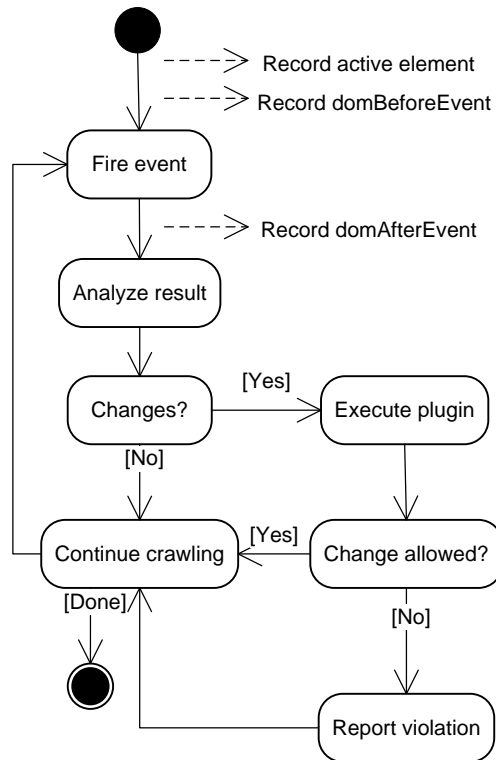 Record active element
Record domBeforeEvent
Fire event
Record domAfterEvent
Analyze result
[Yes]
Changes?
Execute plugin
[No]
[Yes]
Continue crawling
Change allowed?
[Done]
[No]
Report violation